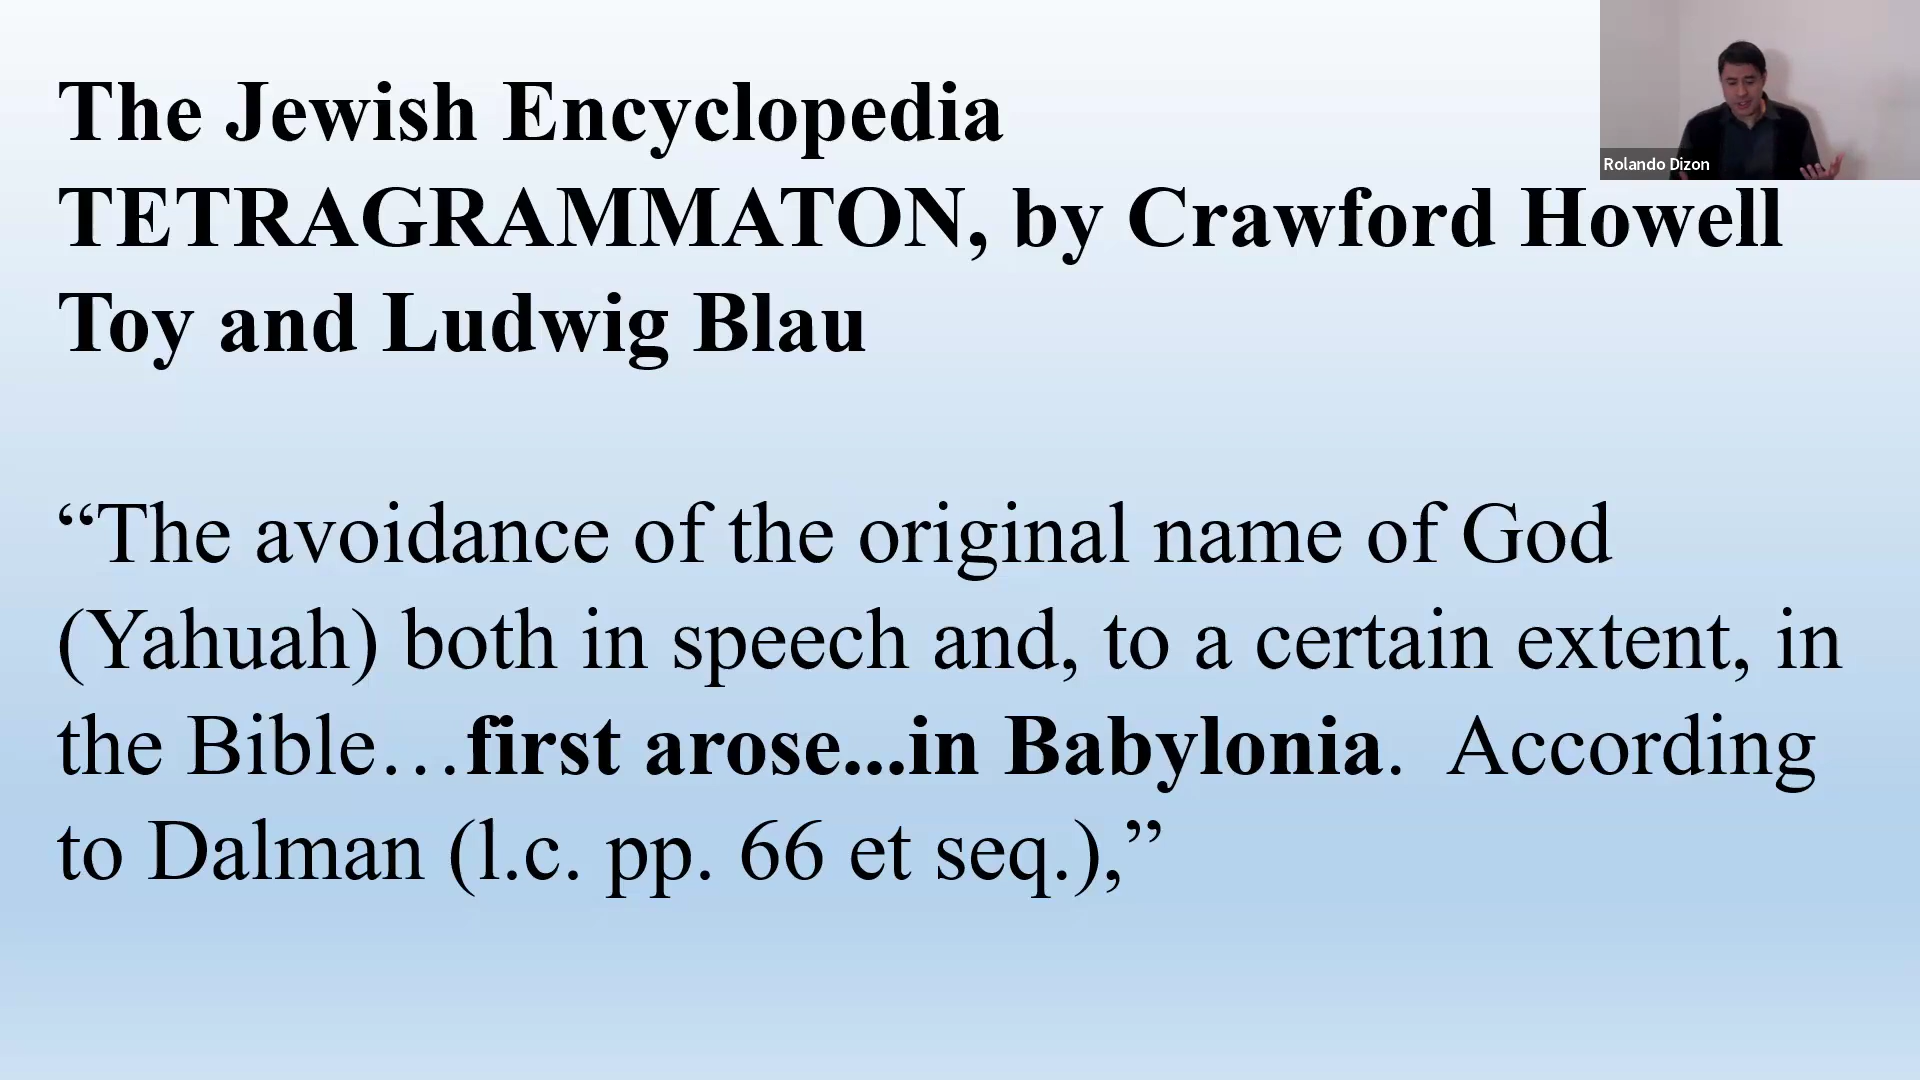 The Jewish Encyclopedia
TETRAGRAMMATON, by Crawford Howell
Toy and Ludwig Blau
“The avoidance of the original name of God
(Yahuah) both in speech and, to a certain extent, in
the Bible…first arose...in Babylonia.  According
to Dalman (l.c. pp. 66 et seq.),”
Rolando Dizon